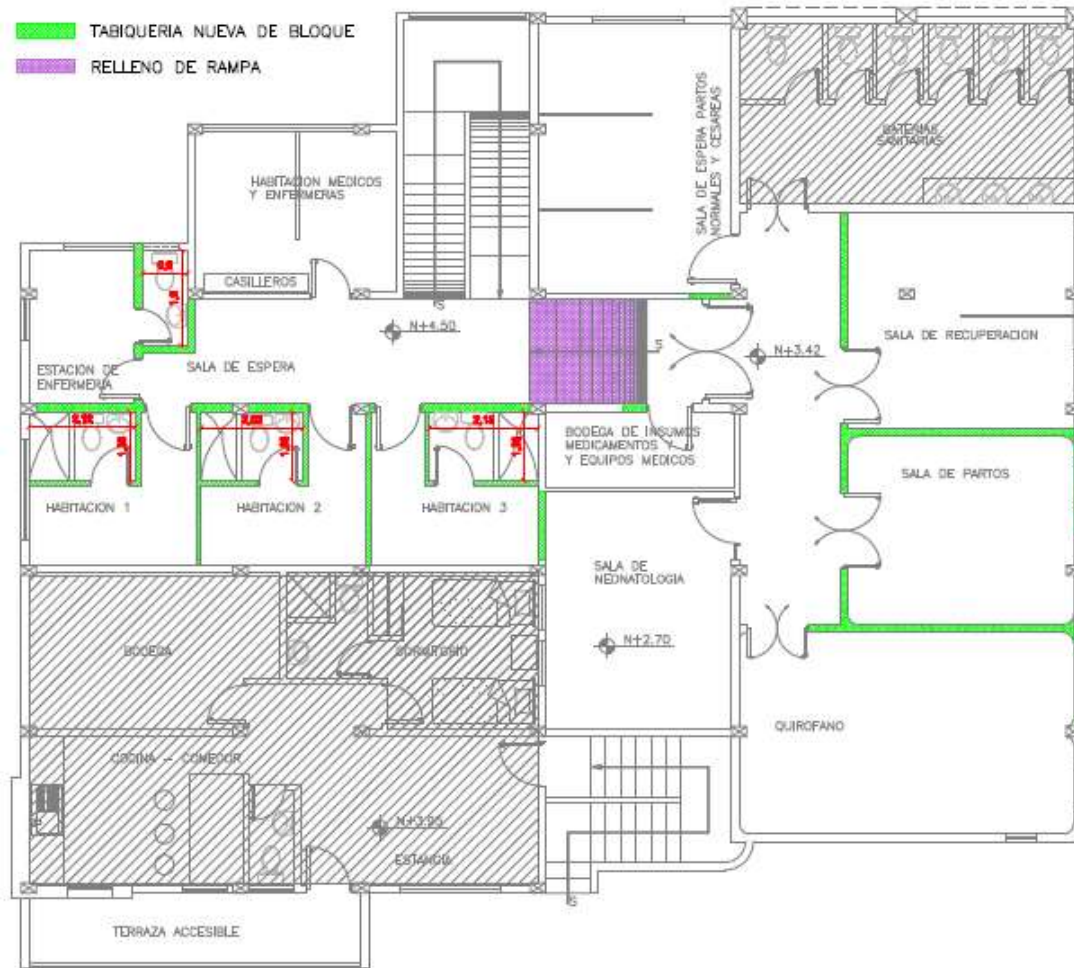 TABIQUERIA NUEVA DE BLOQUE
RELLENO DE RAMPA
SALA DE ESPERA PARTOS
NORMALES Y CESAREAS
BATERIAS
SANITARIAS
HABITACION MEDICOS
Y ENFERMERAS
CASILLEROS
S
N+4.50
SALA DE ESPERA
ESTACION DE
ENFERMERIA
S
N+3.42
SALA DE RECUPERACION
BODEGA DE INSUMOS
MEDICAMENTOS Y
Y EQUIPOS MEDICOS
SALA DE PARTOS
2,15
HABITACION 1
HABITACION 2
HABITACION 3
SALA DE
NEONATOLOGIA
N+2.70
BODEGA
DORMITORIO
QUIROFANO
COCINA -- COMEDOR
N+3.05
ESTANCIA
S
TERRAZA ACCESIBLE